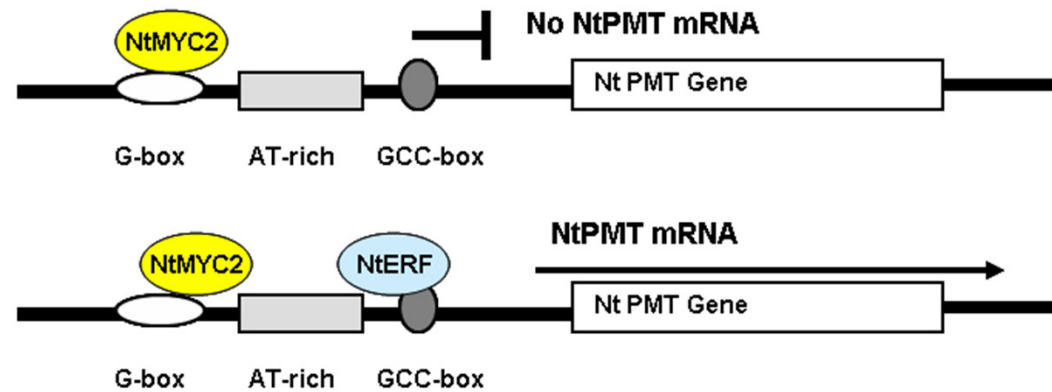 NtMYC2
No NtPMT mRNA
Nt PMT Gene
G-box AT-rich GCC-box
NtPMT mRNA
NtMYC2 NtERF
Nt PMT Gene
G-box AT-rich GCC-box